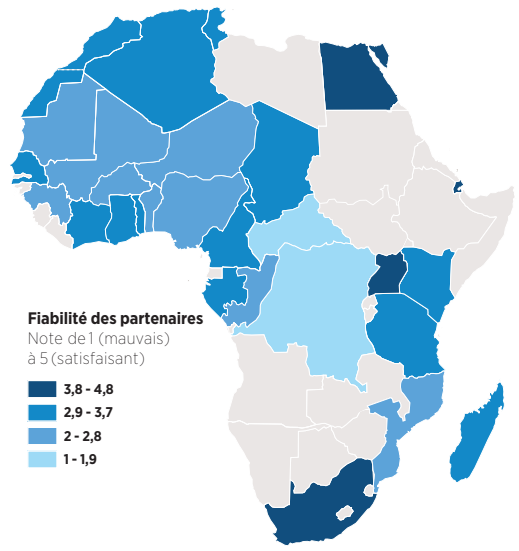 Fiabilité des partenaires
Note de 1 (mauvais)
à 5 (satisfaisant)
3,8 - 4,8
2,9 - 3,7
2 - 2,8
1 - 1,9